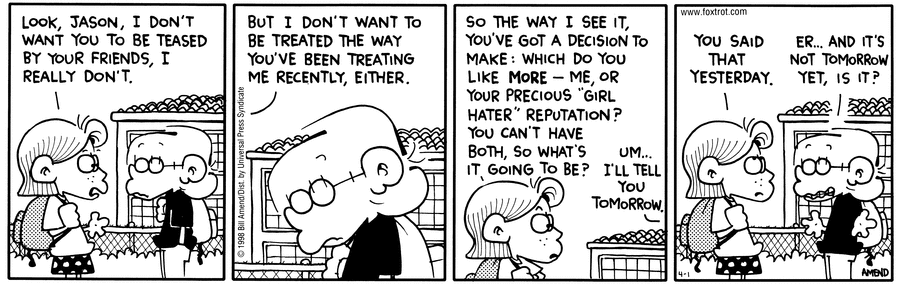 LOOK, JASON, I DON'T
WANT YOU TO BE TEASED
BY YOUR FRIENDS, I
REALLY DON'T.
BUT I DON'T WANT TO
BE TREATED THE WAY
YOU'VE BEEN TREATING
ME RECENTLY, EITHER.
© 1998 Bill Amend/Dist. by Universal Press Syndicate
SO THE WAY I SEE IT,
YOU'VE GOT A DECISION TO
MAKE: WHICH DO YOU
LIKE MORE — ME, OR
YOUR PRECIOUS "GIRL
HATER" REPUTATION?
YOU CAN'T HAVE
BOTH, SO WHAT'S
IT GOING TO BE?
UM...
I'LL TELL
YOU
TOMORROW.
www.foxtrot.com
YOU SAID
THAT
YESTERDAY.
ER... AND IT'S
NOT TOMORROW
YET, IS IT?
4-1
AMEND